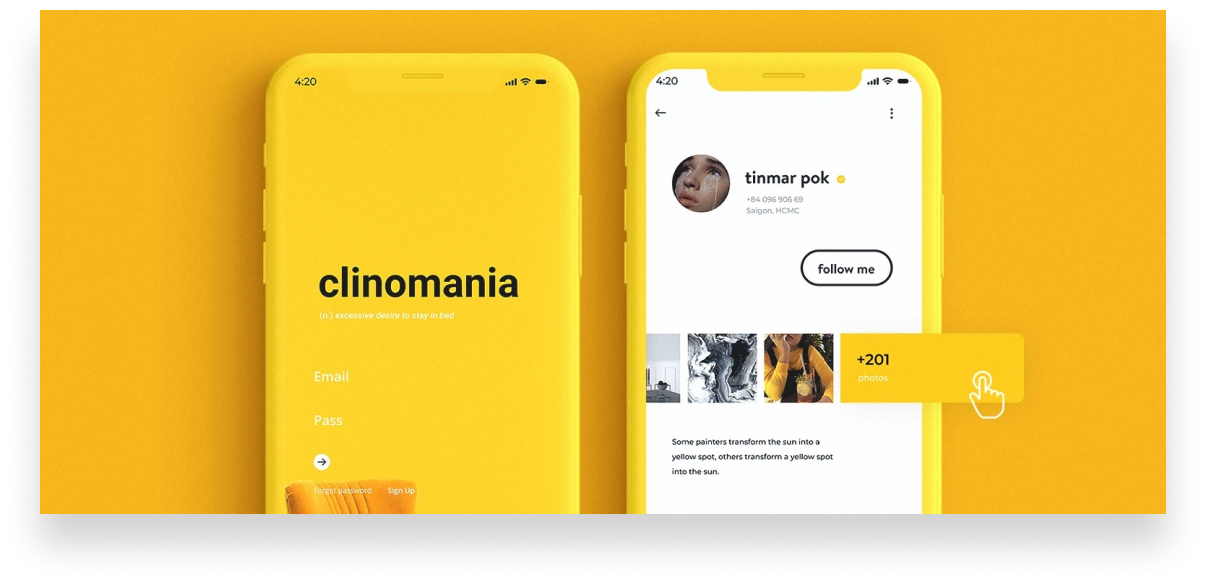 4:20
clinomania
(n.) excessive desire to stay in bed
Email
Pass
Forgot password Sign Up
4:20
tinmar pok
+84 096 906 69
Saigon, HCMC
follow me
+201
photos
Some painters transform the sun into a
yellow spot, others transform a yellow spot
into the sun.